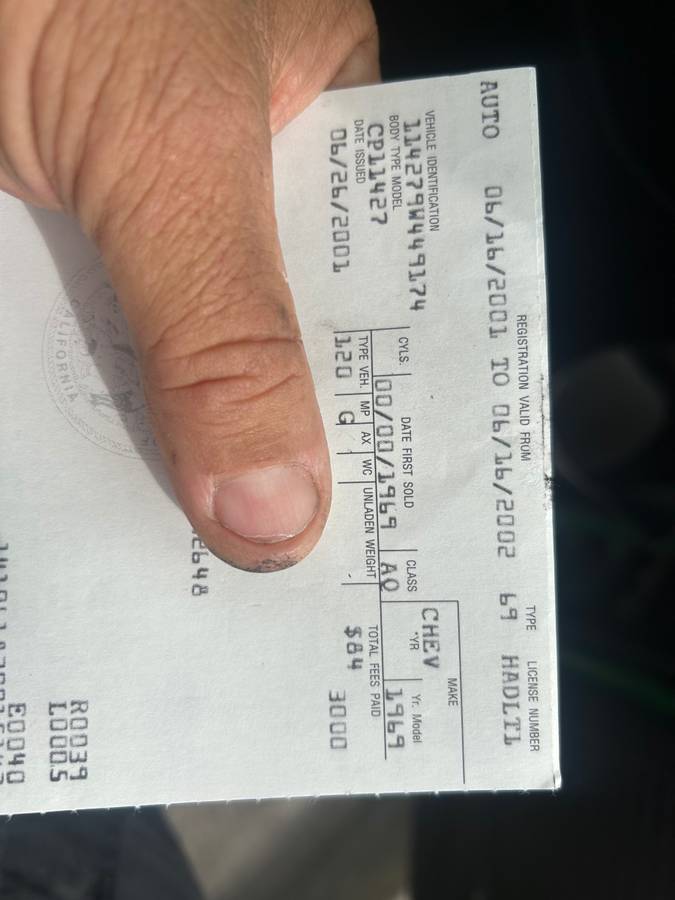 REGISTRATION VALID FROM TYPE LICENSE NUMBER
AUTO 06/16/2001 TO 06/16/2002 69 HADLTL
VEHICLE IDENTIFICATION MAKE
114279W449174 CHEV
BODY TYPE MODEL CYLS. DATE FIRST SOLD CLASS *YR Yr. Model
CP11427 00/00/1969 AQ 1969
DATE ISSUED TYPE VEH. MP AX WC UNLADEN WEIGHT TOTAL FEES PAID
06/26/2001 120 G $84 3000
CALIFORNIA
2648
R0039
L0005
E0040